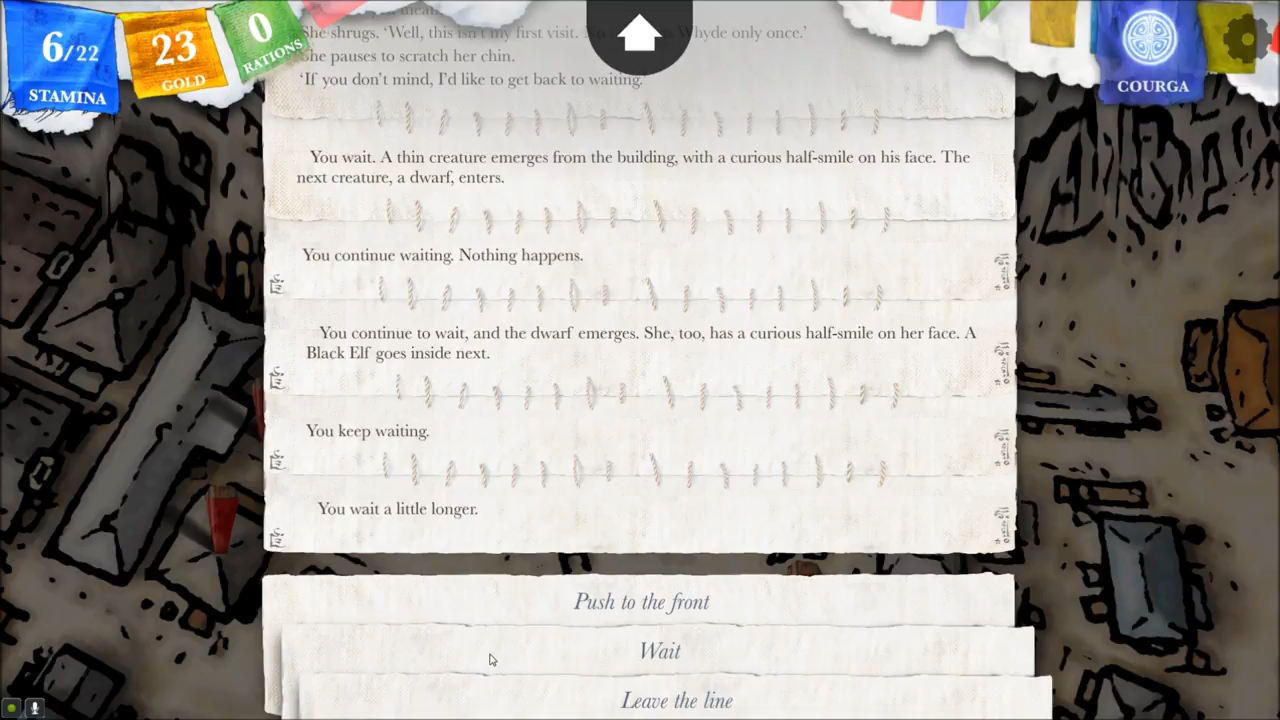 6/22
STAMINA
23
GOLD
0
RATIONS
COURGA
She shrugs. ‘Well, this isn't my first visit. Whyde only once.’
She pauses to scratch her chin.
‘If you don't mind, I'd like to get back to waiting.’
You wait. A thin creature emerges from the building, with a curious half-smile on his face. The
next creature, a dwarf, enters.
You continue waiting. Nothing happens.
You continue to wait, and the dwarf emerges. She, too, has a curious half-smile on her face. A
Black Elf goes inside next.
You keep waiting.
You wait a little longer.
Push to the front
Wait
Leave the line